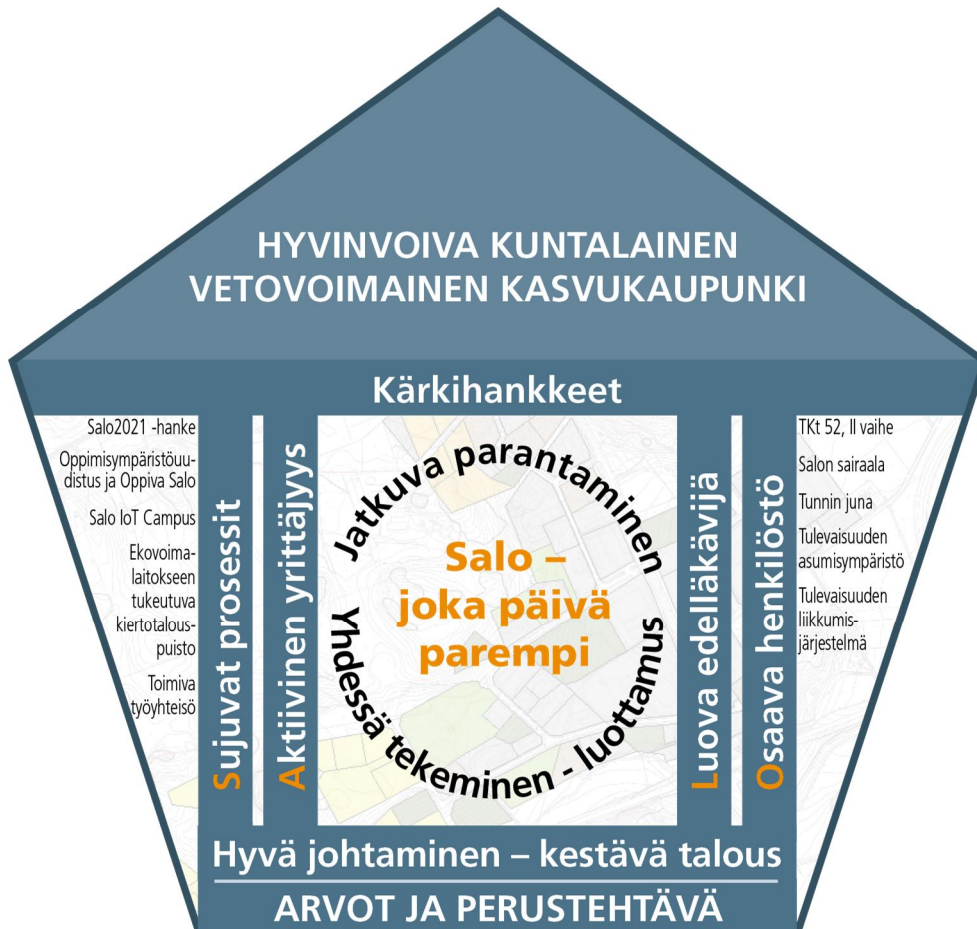 HYVINVOIVA KUNTALAINEN
VETOVOIMAINEN KASVUKAUPUNKI
Kärkihankkeet
Salo2021 -hanke
Oppimisympäristöuu-
distus ja Oppiva Salo
Salo IoT Campus
Ekovoima-
laitokseen
tukeutuva
kiertotalous-
puisto
Toimiva
työyhteisö
Sujuvat prosessit
Aktiivinen yrittäjyys
Jatkuva parantaminen
Salo –
joka päivä
parempi
Yhdessä tekeminen - luottamus
Luova edelläkävijä
Osaava henkilöstö
TKt 52, II vaihe
Salon sairaala
Tunnin juna
Tulevaisuuden
asumisympäristö
Tulevaisuuden
liikkumis-
järjestelmä
Hyvä johtaminen – kestävä talous
ARVOT JA PERUSTEHTÄVÄ